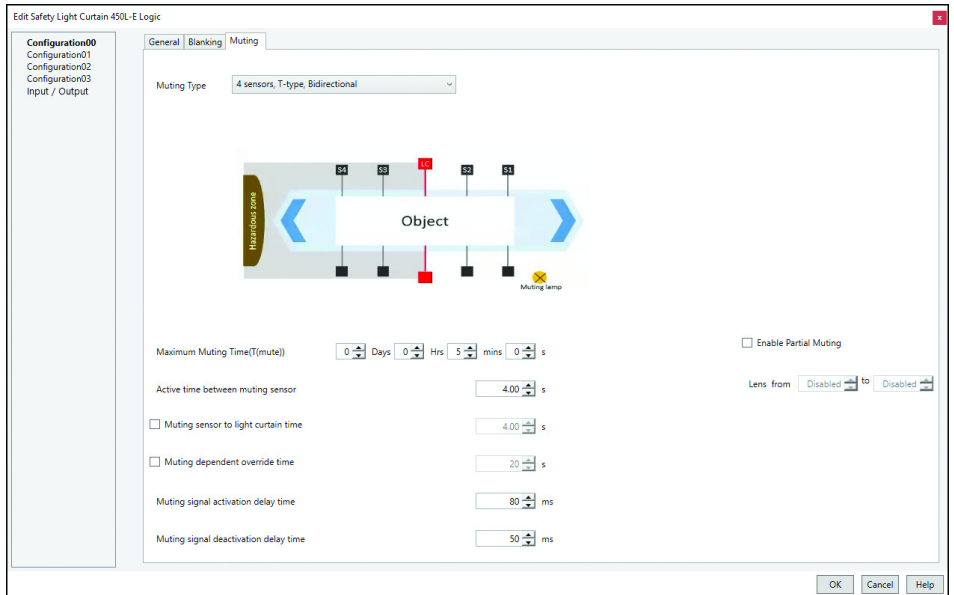 Edit Safety Light Curtain 450L-E Logic
x
Configuration00
Configuration01
Configuration02
Configuration03
Input / Output
General Blanking Muting
Muting Type 4 sensors, T-type, Bidirectional
S4 S3 LC S2 S1
Hazardous zone
Object
Muting lamp
Maximum Muting Time(T(mute)) 0 Days 0 Hrs 5 mins 0 s
Enable Partial Muting
Active time between muting sensor 4.00 s
Lens from Disabled to Disabled
Muting sensor to light curtain time 4.00 s
Muting dependent override time 20 s
Muting signal activation delay time 80 ms
Muting signal deactivation delay time 50 ms
OK Cancel Help